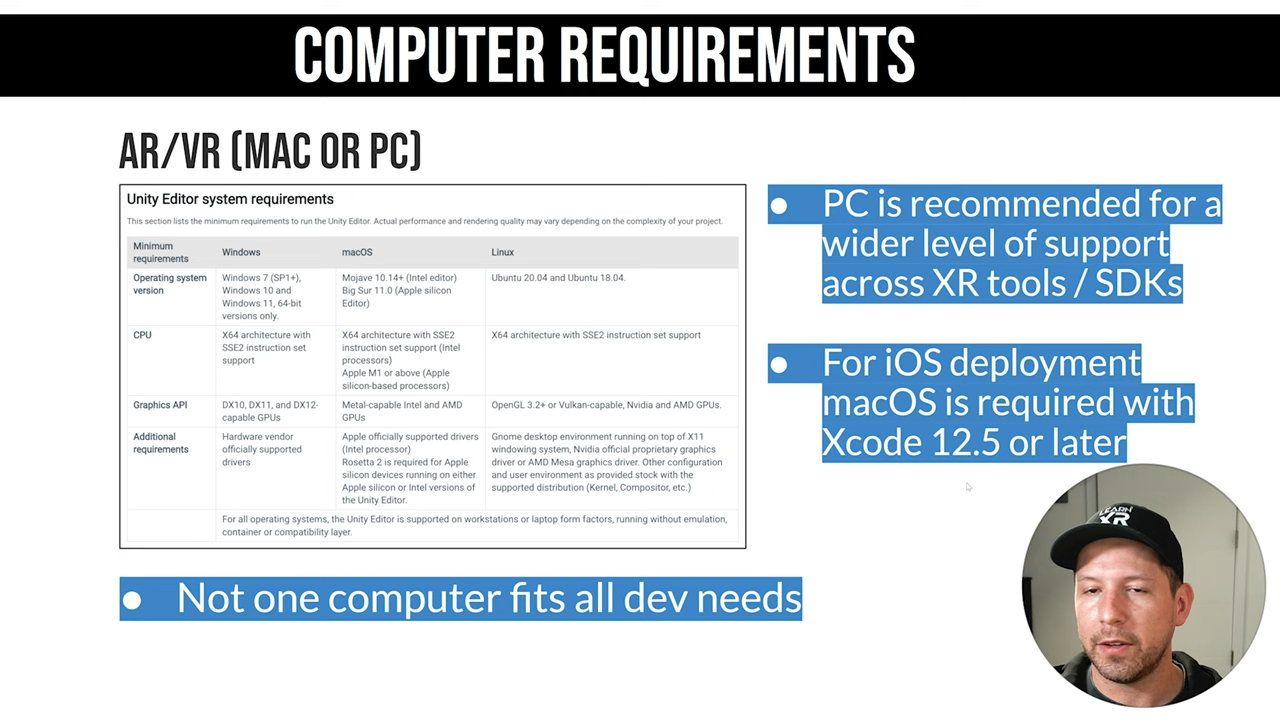 COMPUTER REQUIREMENTS
AR/VR (MAC OR PC)
Unity Editor system requirements
This section lists the minimum requirements to run the Unity Editor. Actual performance and rendering quality may vary depending on the complexity of your project.
Minimum requirements
Windows
macOS
Linux
Operating system version
Windows 7 (SP1+),
Windows 10 and
Windows 11, 64-bit
versions only.
Mojave 10.14+ (Intel editor)
Big Sur 11.0 (Apple silicon
Editor)
Ubuntu 20.04 and Ubuntu 18.04.
CPU
X64 architecture with
SSE2 instruction set
support
X64 architecture with SSE2
instruction set support (Intel
processors)
Apple M1 or above (Apple
silicon-based processors)
X64 architecture with SSE2 instruction set support
Graphics API
DX10, DX11, and DX12-
capable GPUs
Metal-capable Intel and AMD
GPUs
OpenGL 3.2+ or Vulkan-capable, Nvidia and AMD GPUs.
Additional
requirements
Hardware vendor
officially supported
drivers
Apple officially supported drivers
(Intel processor)
Rosetta 2 is required for Apple
silicon devices running on either
Apple silicon or Intel versions of
the Unity Editor.
Gnome desktop environment running on top of X11
windowing system, Nvidia official proprietary graphics
driver or AMD Mesa graphics driver. Other configuration
and user environment as provided stock with the
supported distribution (Kernel, Compositor, etc.)
For all operating systems, the Unity Editor is supported on workstations or laptop form factors, running without emulation,
container or compatibility layer.
● PC is recommended for a
wider level of support
across XR tools / SDKs
● For iOS deployment
macOS is required with
Xcode 12.5 or later
● Not one computer fits all dev needs
LEARN
XR